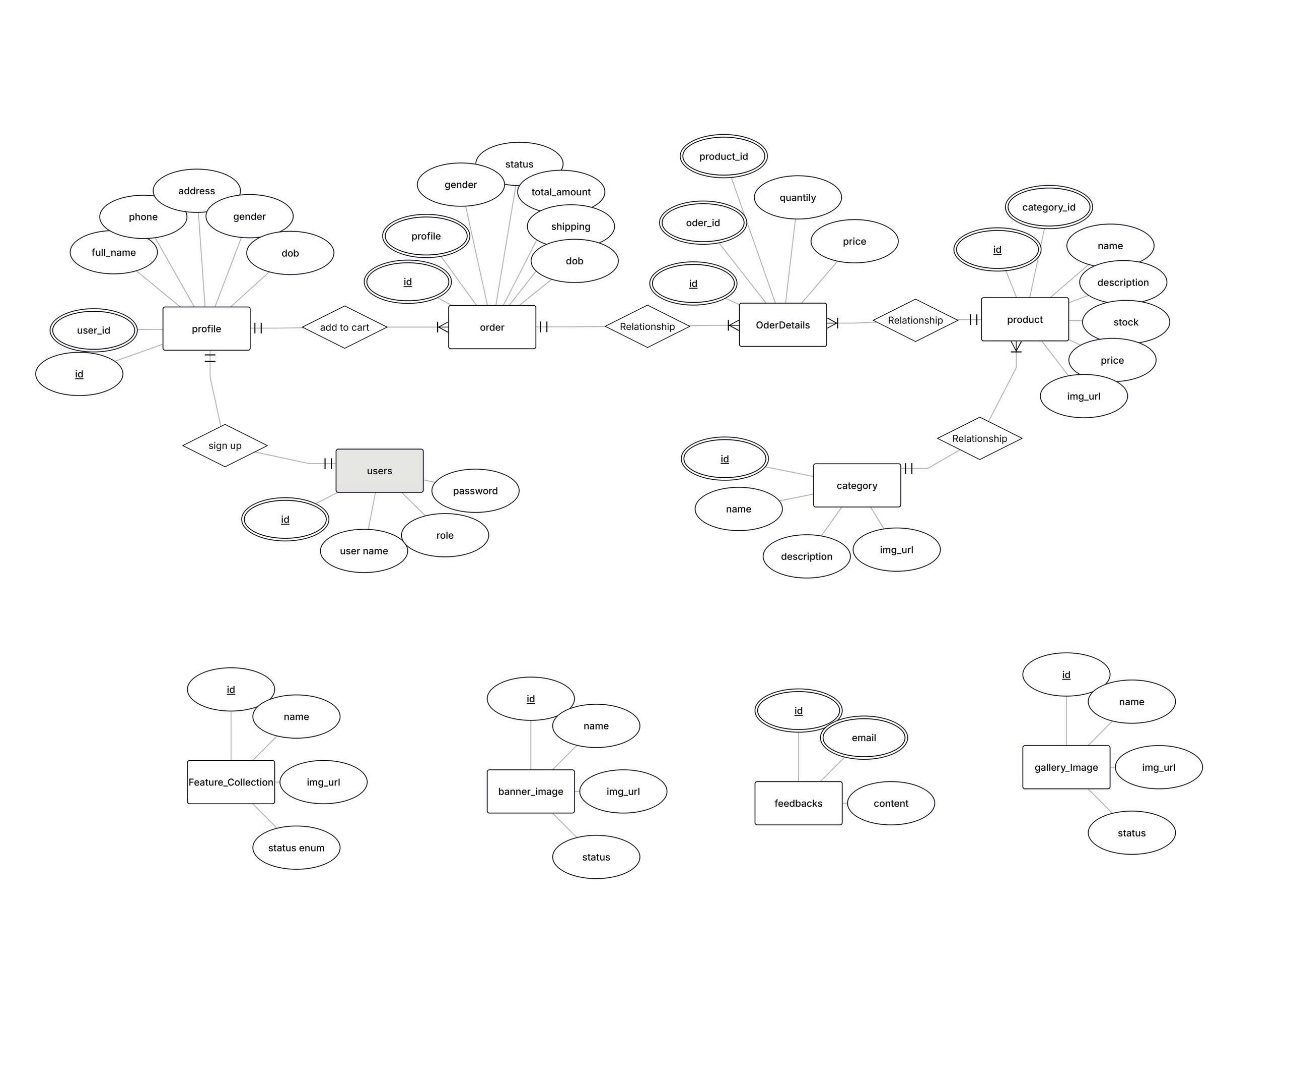 product_id
status
gender
address
total_amount
quantily
phone
gender
category_id
oder_id
shipping
profile
price
name
full_name
dob
id
dob
id
description
id
user_id
profile
add to cart
order
Relationship
OderDetails
Relationship
product
stock
price
id
img_url
sign up
Relationship
users
id
category
password
name
id
role
user name
description
img_url
id
name
Feature_Collection
img_url
status enum
id
name
banner_image
img_url
status
id
email
feedbacks
content
id
name
gallery_Image
img_url
status